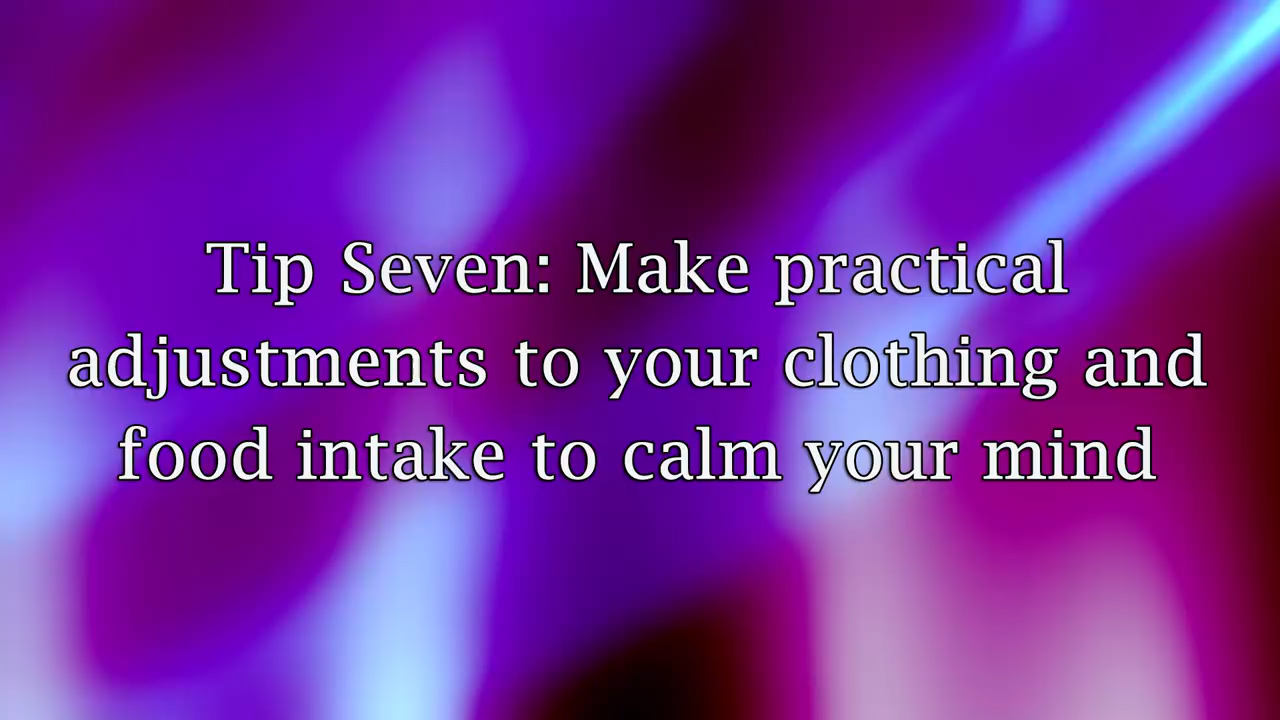 Tip Seven: Make practical
adjustments to your clothing and
food intake to calm your mind